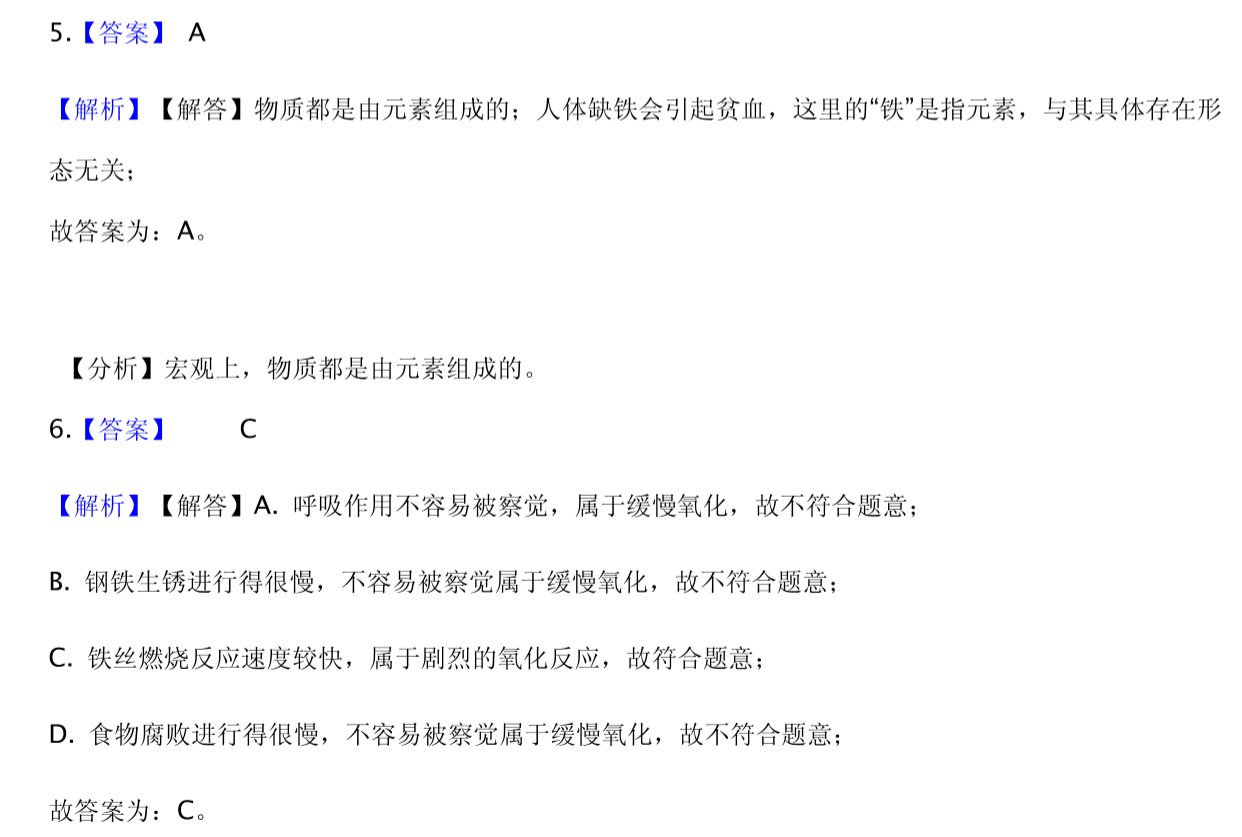 5.【答案】 A
【解析】【解答】物质都是由元素组成的；人体缺铁会引起贫血，这里的“铁”是指元素，与其具体存在形
态无关；
故答案为：A。
【分析】宏观上，物质都是由元素组成的。
6.【答案】 C
【解析】【解答】A. 呼吸作用不容易被察觉，属于缓慢氧化，故不符合题意；
B. 钢铁生锈进行得很慢，不容易被察觉属于缓慢氧化，故不符合题意；
C. 铁丝燃烧反应速度较快，属于剧烈的氧化反应，故符合题意；
D. 食物腐败进行得很慢，不容易被察觉属于缓慢氧化，故不符合题意；
故答案为：C。